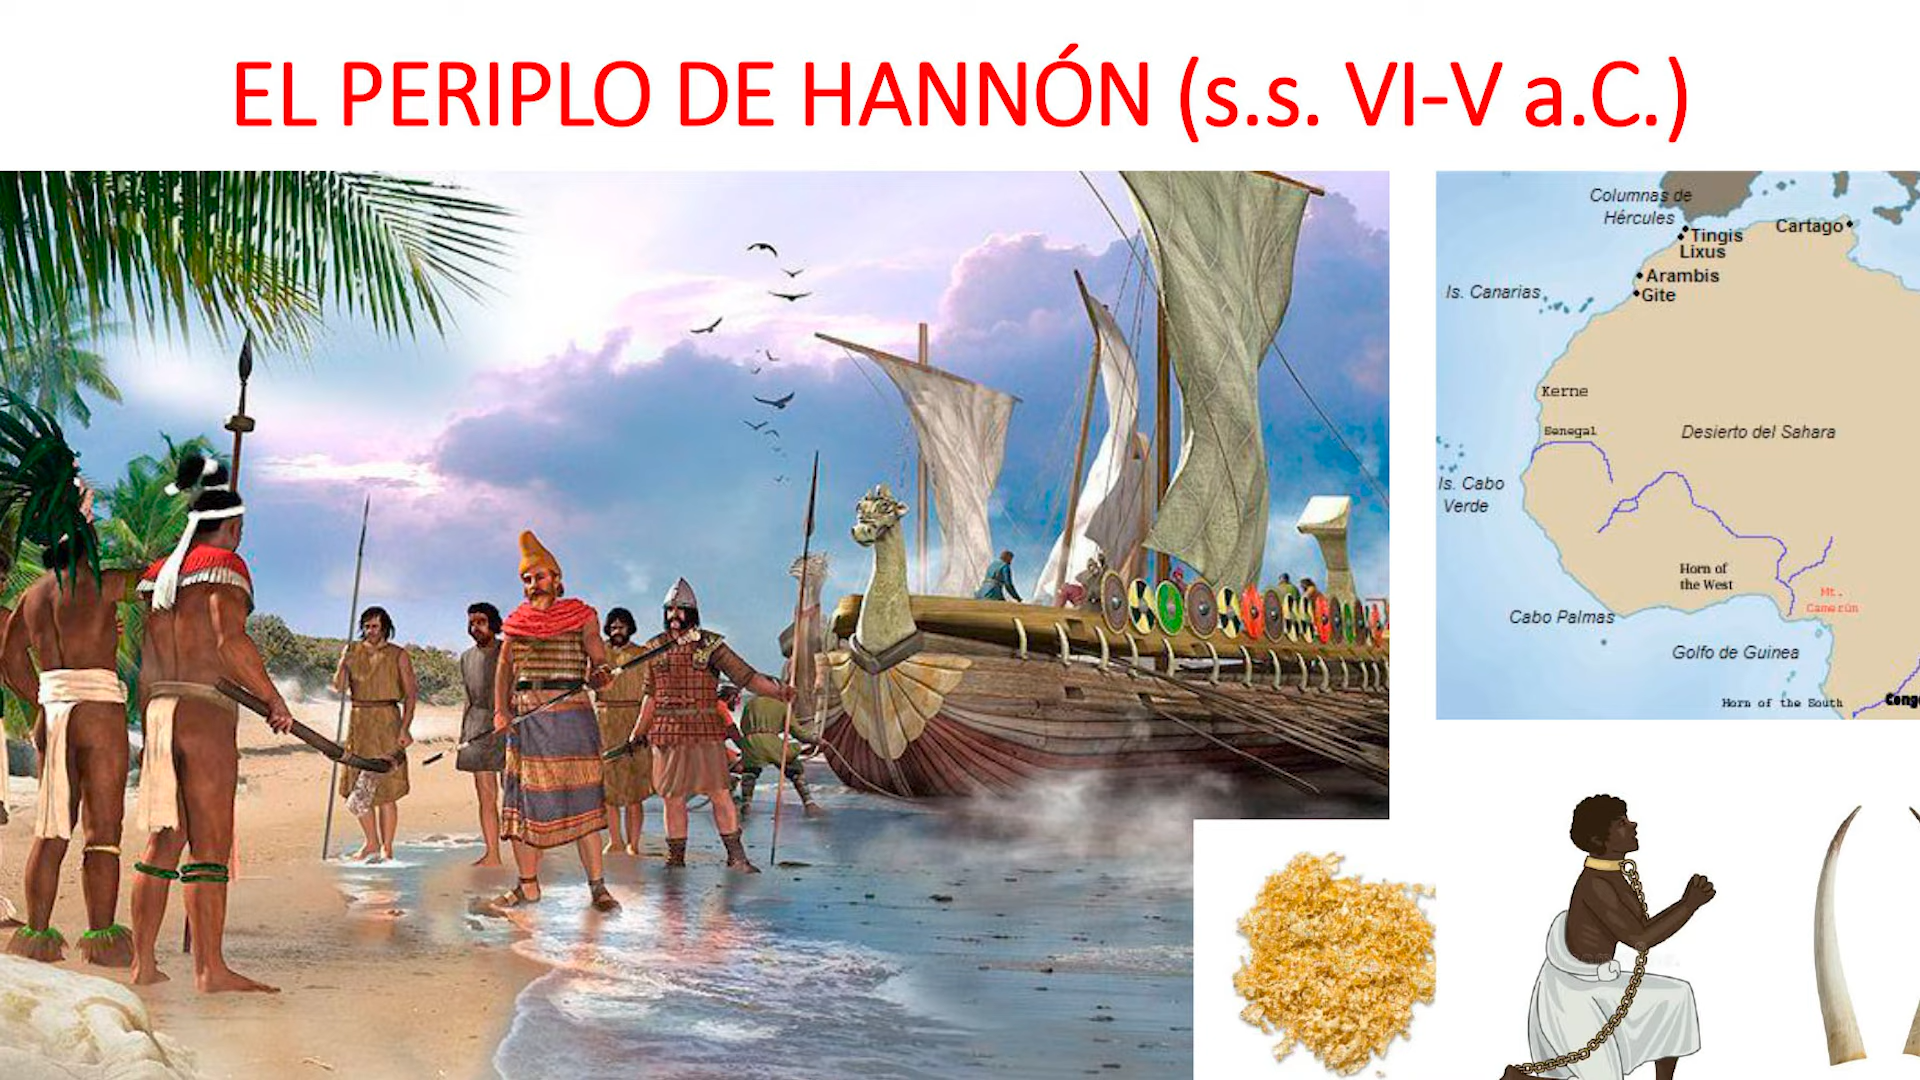 EL PERIPLO DE HANNÓN (s.s. VI-V a.C.)
Columnas de
Hércules
Cartago
Tingis
Lixus
Arambis
Is. Canarias
Gite
Kerne
Senegal
Desierto del Sahara
Is. Cabo
Verde
Horn of
the West
Mt.
Camerún
Cabo Palmas
Golfo de Guinea
Horn of the South
Cong